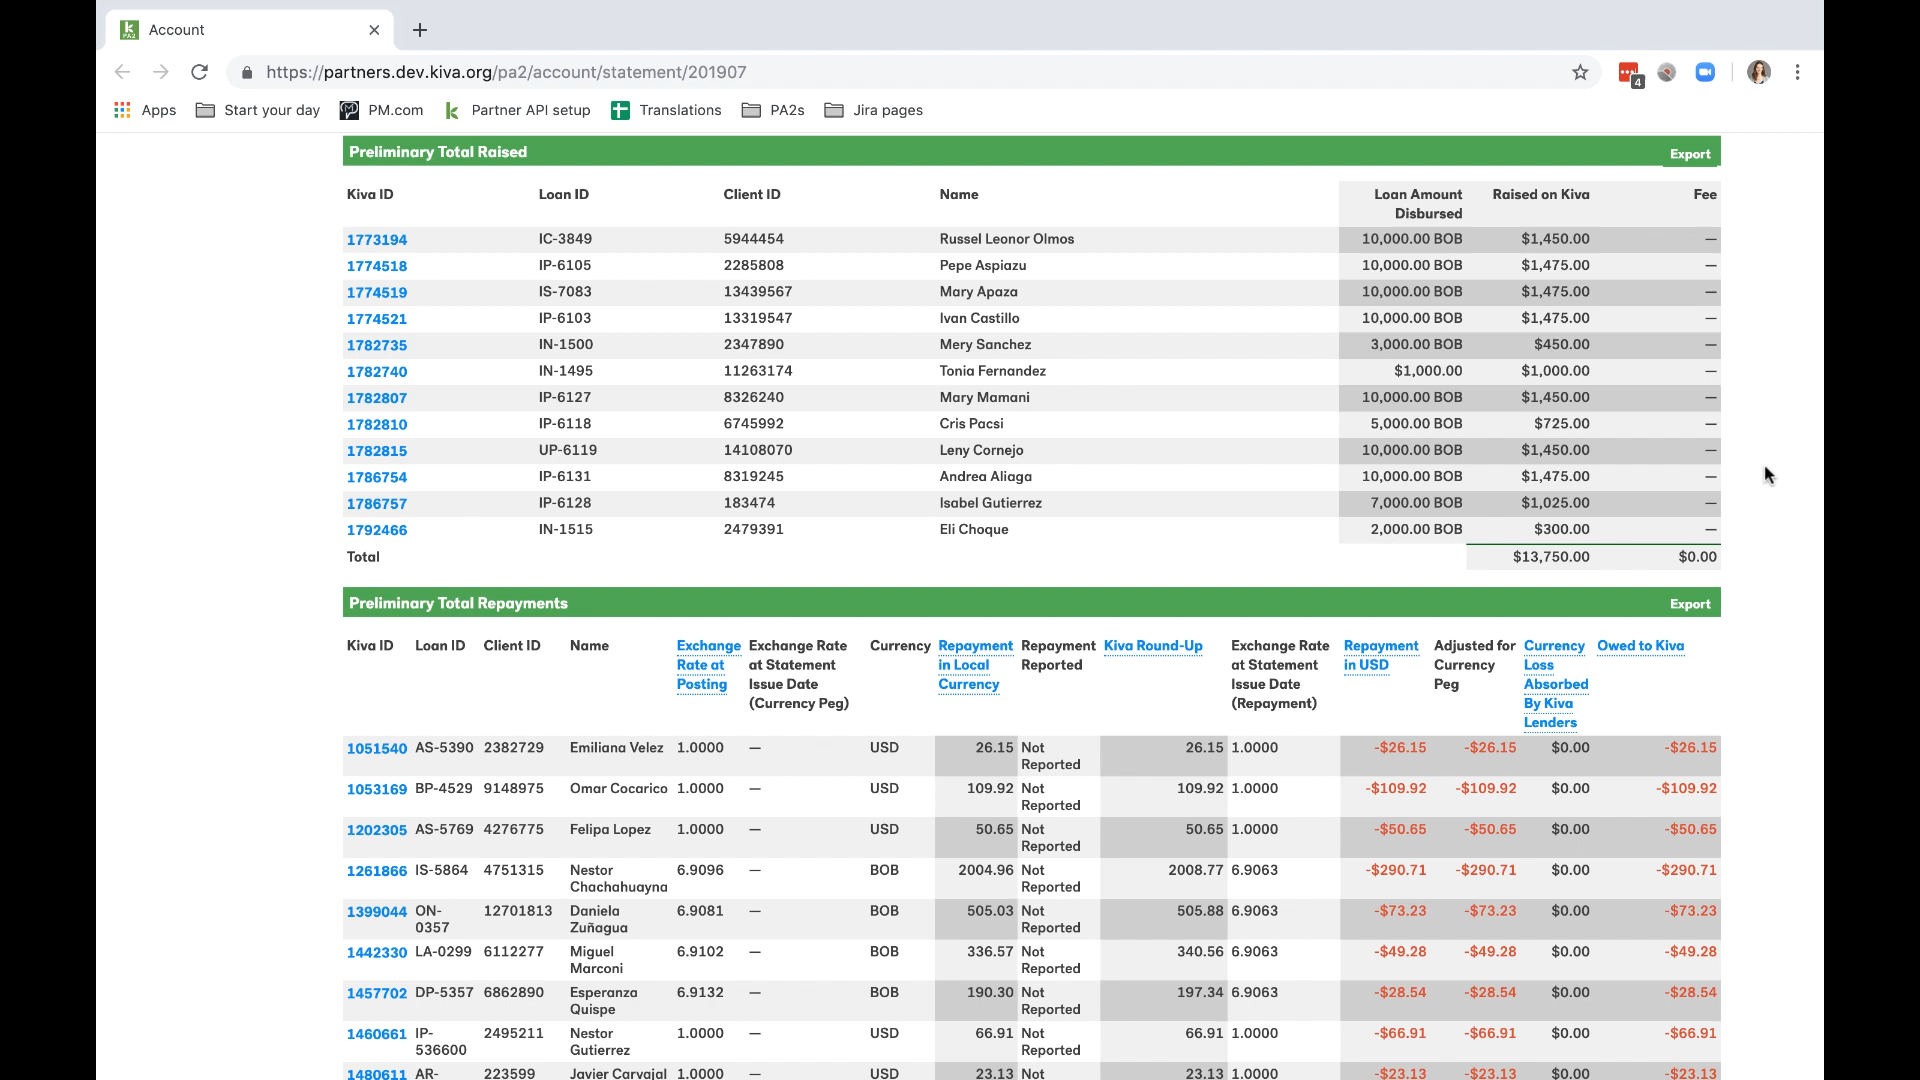 Account
https://partners.dev.kiva.org/pa2/account/statement/201907
4
Apps Start your day PM.com Partner API setup Translations PA2s Jira pages
Preliminary Total Raised Export
Kiva ID Loan ID Client ID Name Loan Amount Disbursed Raised on Kiva Fee
1773194 IC-3849 5944454 Russel Leonor Olmos 10,000.00 BOB $1,450.00 —
1774518 IP-6105 2285808 Pepe Aspiazu 10,000.00 BOB $1,475.00 —
1774519 IS-7083 13439567 Mary Apaza 10,000.00 BOB $1,475.00 —
1774521 IP-6103 13319547 Ivan Castillo 10,000.00 BOB $1,475.00 —
1782735 IN-1500 2347890 Mery Sanchez 3,000.00 BOB $450.00 —
1782740 IN-1495 11263174 Tonia Fernandez $1,000.00 $1,000.00 —
1782807 IP-6127 8326240 Mary Mamani 10,000.00 BOB $1,450.00 —
1782810 IP-6118 6745992 Cris Pacsi 5,000.00 BOB $725.00 —
1782815 UP-6119 14108070 Leny Cornejo 10,000.00 BOB $1,450.00 —
1786754 IP-6131 8319245 Andrea Aliaga 10,000.00 BOB $1,475.00 —
1786757 IP-6128 183474 Isabel Gutierrez 7,000.00 BOB $1,025.00 —
1792466 IN-1515 2479391 Eli Choque 2,000.00 BOB $300.00 —
Total $13,750.00 $0.00
Preliminary Total Repayments Export
Kiva ID Loan ID Client ID Name Exchange Rate at Posting Exchange Rate at Statement Issue Date (Currency Peg) Currency Repayment in Local Currency Repayment Reported Kiva Round-Up Exchange Rate at Statement Issue Date (Repayment) Repayment in USD Adjusted for Currency Peg Currency Loss Absorbed By Kiva Lenders Owed to Kiva
1051540 AS-5390 2382729 Emiliana Velez 1.0000 — USD 26.15 Not Reported 26.15 1.0000 -$26.15 -$26.15 $0.00 -$26.15
1053169 BP-4529 9148975 Omar Cocarico 1.0000 — USD 109.92 Not Reported 109.92 1.0000 -$109.92 -$109.92 $0.00 -$109.92
1202305 AS-5769 4276775 Felipa Lopez 1.0000 — USD 50.65 Not Reported 50.65 1.0000 -$50.65 -$50.65 $0.00 -$50.65
1261866 IS-5864 4751315 Nestor Chachahuayna 6.9096 — BOB 2004.96 Not Reported 2008.77 6.9063 -$290.71 -$290.71 $0.00 -$290.71
1399044 ON-0357 12701813 Daniela Zuñagua 6.9081 — BOB 505.03 Not Reported 505.88 6.9063 -$73.23 -$73.23 $0.00 -$73.23
1442330 LA-0299 6112277 Miguel Marconi 6.9102 — BOB 336.57 Not Reported 340.56 6.9063 -$49.28 -$49.28 $0.00 -$49.28
1457702 DP-5357 6862890 Esperanza Quispe 6.9132 — BOB 190.30 Not Reported 197.34 6.9063 -$28.54 -$28.54 $0.00 -$28.54
1460661 IP-536600 2495211 Nestor Gutierrez 1.0000 — USD 66.91 Not Reported 66.91 1.0000 -$66.91 -$66.91 $0.00 -$66.91
1480611 AR- 223599 Javier Carvajal 1.0000 — USD 23.13 Not 23.13 1.0000 -$23.13 -$23.13 $0.00 -$23.13